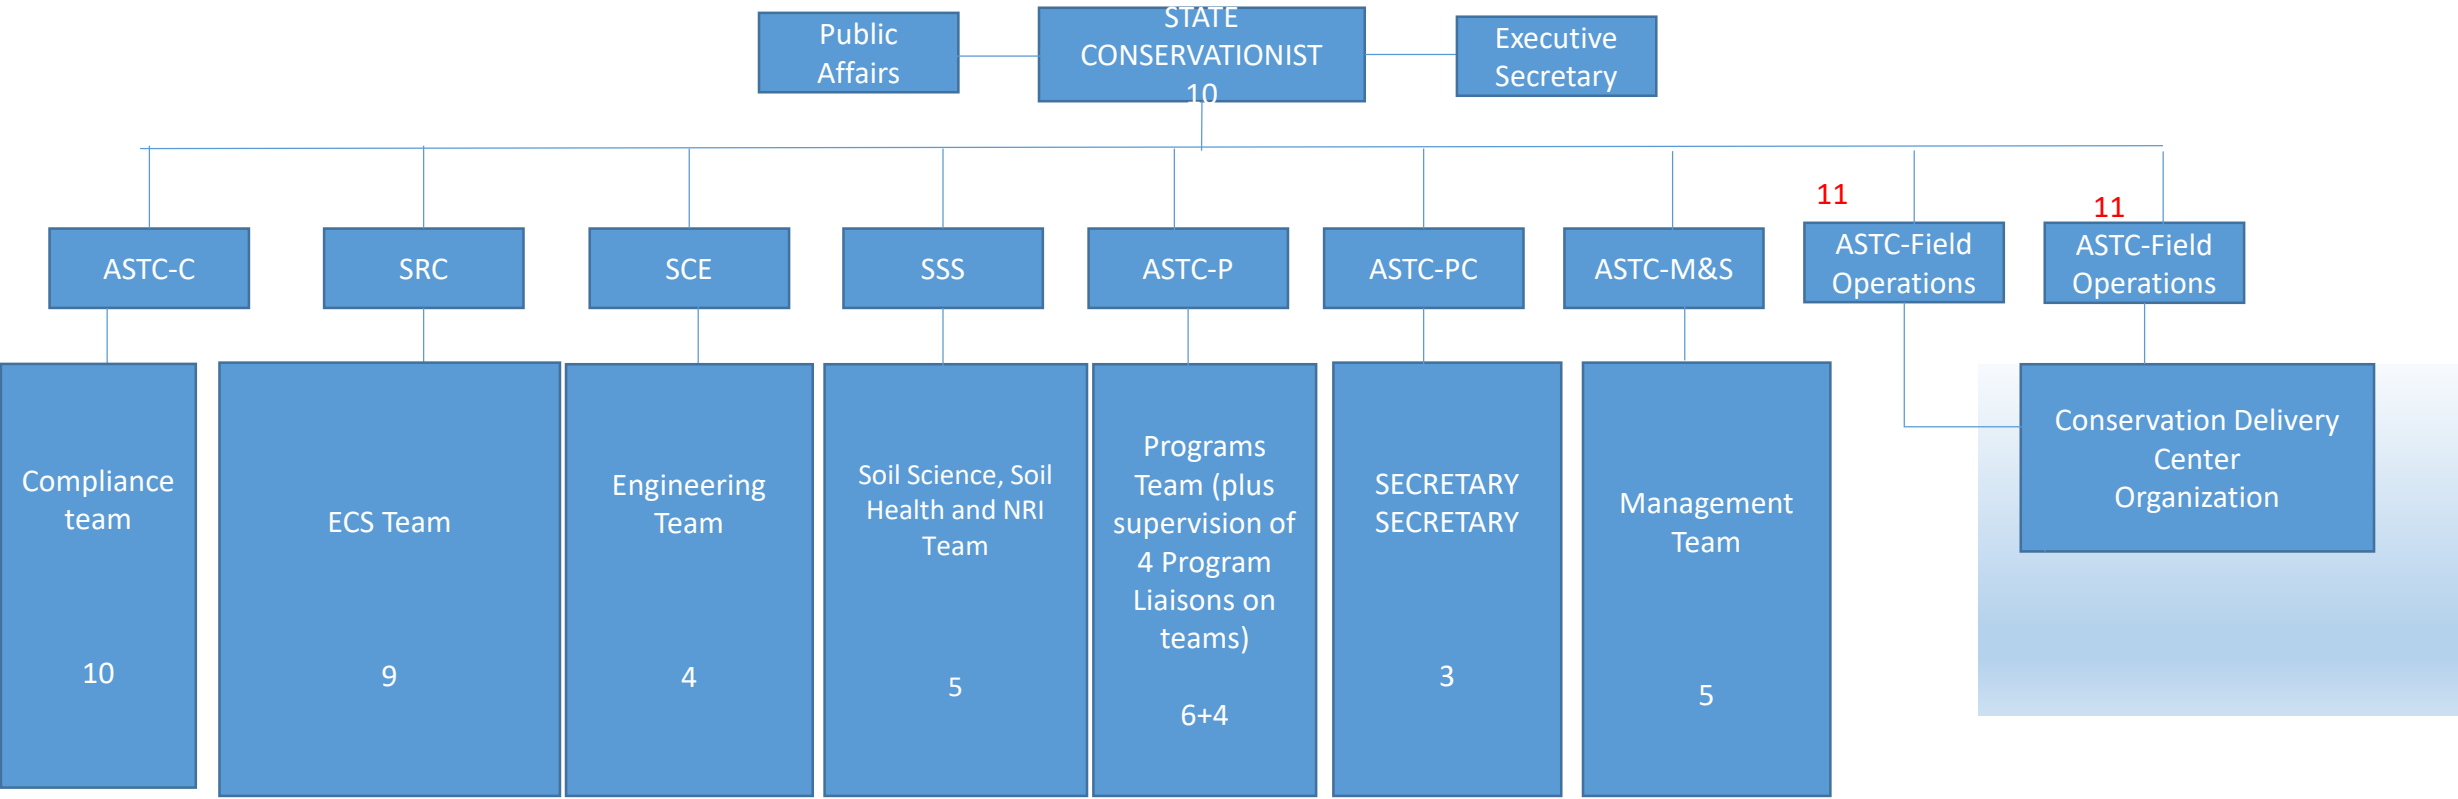 Public
Affairs
STATE
CONSERVATIONIST
10
Executive
Secretary
11
11
ASTC-C
SRC
SCE
SSS
ASTC-P
ASTC-PC
ASTC-M&S
ASTC-Field
Operations
ASTC-Field
Operations
Compliance
team
10
ECS Team
9
Engineering
Team
4
Soil Science, Soil
Health and NRI
Team
5
Programs
Team (plus
supervision of
4 Program
Liaisons on
teams)
6+4
SECRETARY
SECRETARY
3
Management
Team
5
Conservation Delivery
Center
Organization